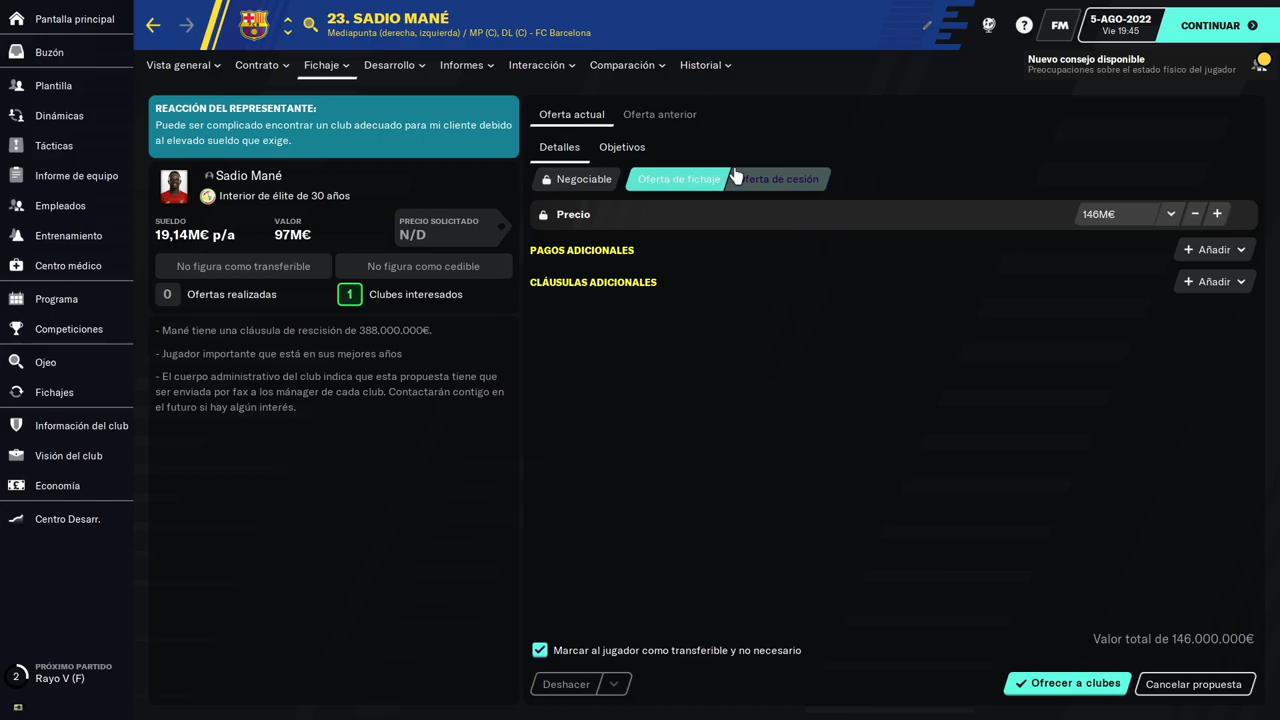 Pantalla principal
Buzón
Plantilla
Dinámicas
Tácticas
Informe de equipo
Empleados
Entrenamiento
Centro médico
Programa
Competiciones
Ojeo
Fichajes
Información del club
Visión del club
Economía
Centro Desarr.
2
PRÓXIMO PARTIDO
Rayo V (F)
23. SADIO MANÉ
Mediapunta (derecha, izquierda) / MP (C), DL (C) - FC Barcelona
FM
5-AGO-2022
Vie 19:45
CONTINUAR
Vista general
Contrato
Fichaje
Desarrollo
Informes
Interacción
Comparación
Historial
Nuevo consejo disponible
Preocupaciones sobre el estado físico del jugador
REACCIÓN DEL REPRESENTANTE:
Puede ser complicado encontrar un club adecuado para mi cliente debido
al elevado sueldo que exige.
Sadio Mané
Interior de élite de 30 años
SUELDO
19,14M€ p/a
VALOR
97M€
PRECIO SOLICITADO
N/D
No figura como transferible
No figura como cedible
0 Ofertas realizadas
1 Clubes interesados
- Mané tiene una cláusula de rescisión de 388.000.000€.
- Jugador importante que está en sus mejores años
- El cuerpo administrativo del club indica que esta propuesta tiene que
ser enviada por fax a los mánager de cada club. Contactarán contigo en
el futuro si hay algún interés.
Oferta actual
Oferta anterior
Detalles
Objetivos
Negociable
Oferta de fichaje
ferta de cesión
Precio
146M€
PAGOS ADICIONALES
+ Añadir
CLÁUSULAS ADICIONALES
+ Añadir
Valor total de 146.000.000€
Marcar al jugador como transferible y no necesario
Deshacer
Ofrecer a clubes
Cancelar propuesta